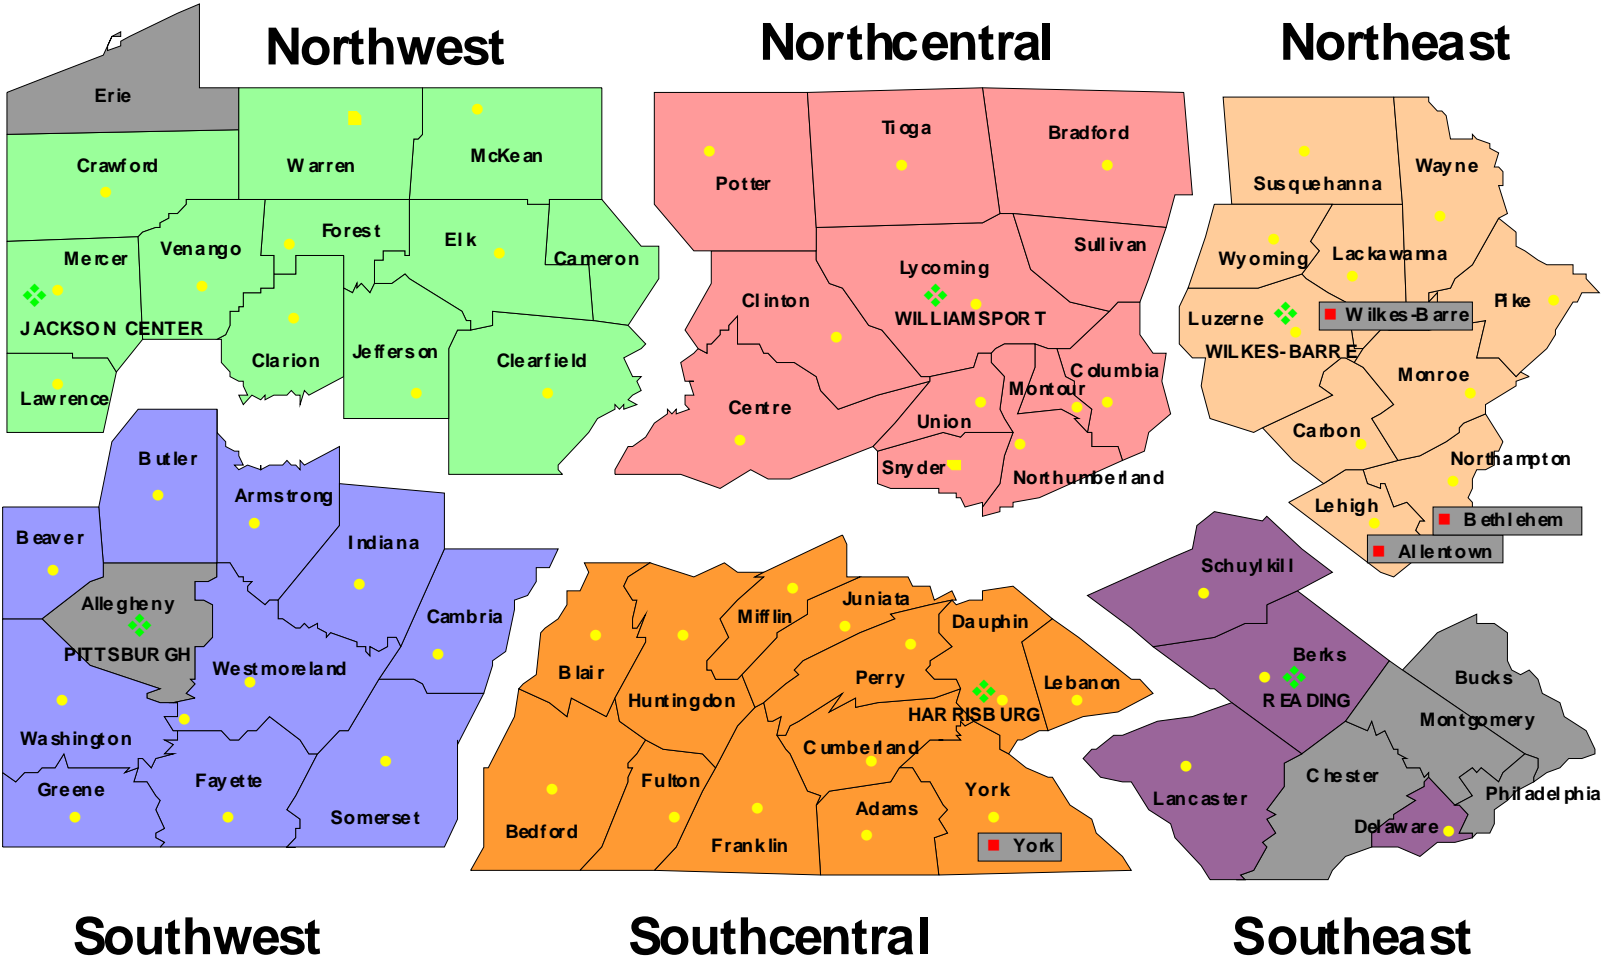 Northwest
Northcentral
Northeast
Erie
Crawford
Warren
McKean
Mercer
Venango
Forest
Elk
Cameron
JACKSON CENTER
Lawrence
Clarion
Jefferson
Clearfield
Potter
Tioga
Bradford
Sullivan
Lycoming
WILLIAMSPORT
Clinton
Centre
Union
Montour
Columbia
Snyder
Northumberland
Susquehanna
Wayne
Wyoming
Lackawanna
Pike
Luzerne
Wilkes-Barre
WILKES-BARRE
Monroe
Carbon
Northampton
Lehigh
Bethlehem
Allentown
Butler
Armstrong
Beaver
Indiana
Allegheny
PITTSBURGH
Cambria
Westmoreland
Washington
Greene
Fayette
Somerset
Mifflin
Juniata
Dauphin
Blair
Huntingdon
Perry
Lebanon
HARRISBURG
Cumberland
Fulton
Bedford
Franklin
Adams
York
York
Schuylkill
Berks
READING
Bucks
Montgomery
Chester
Lancaster
Philadelphia
Delaware
Southwest
Southcentral
Southeast